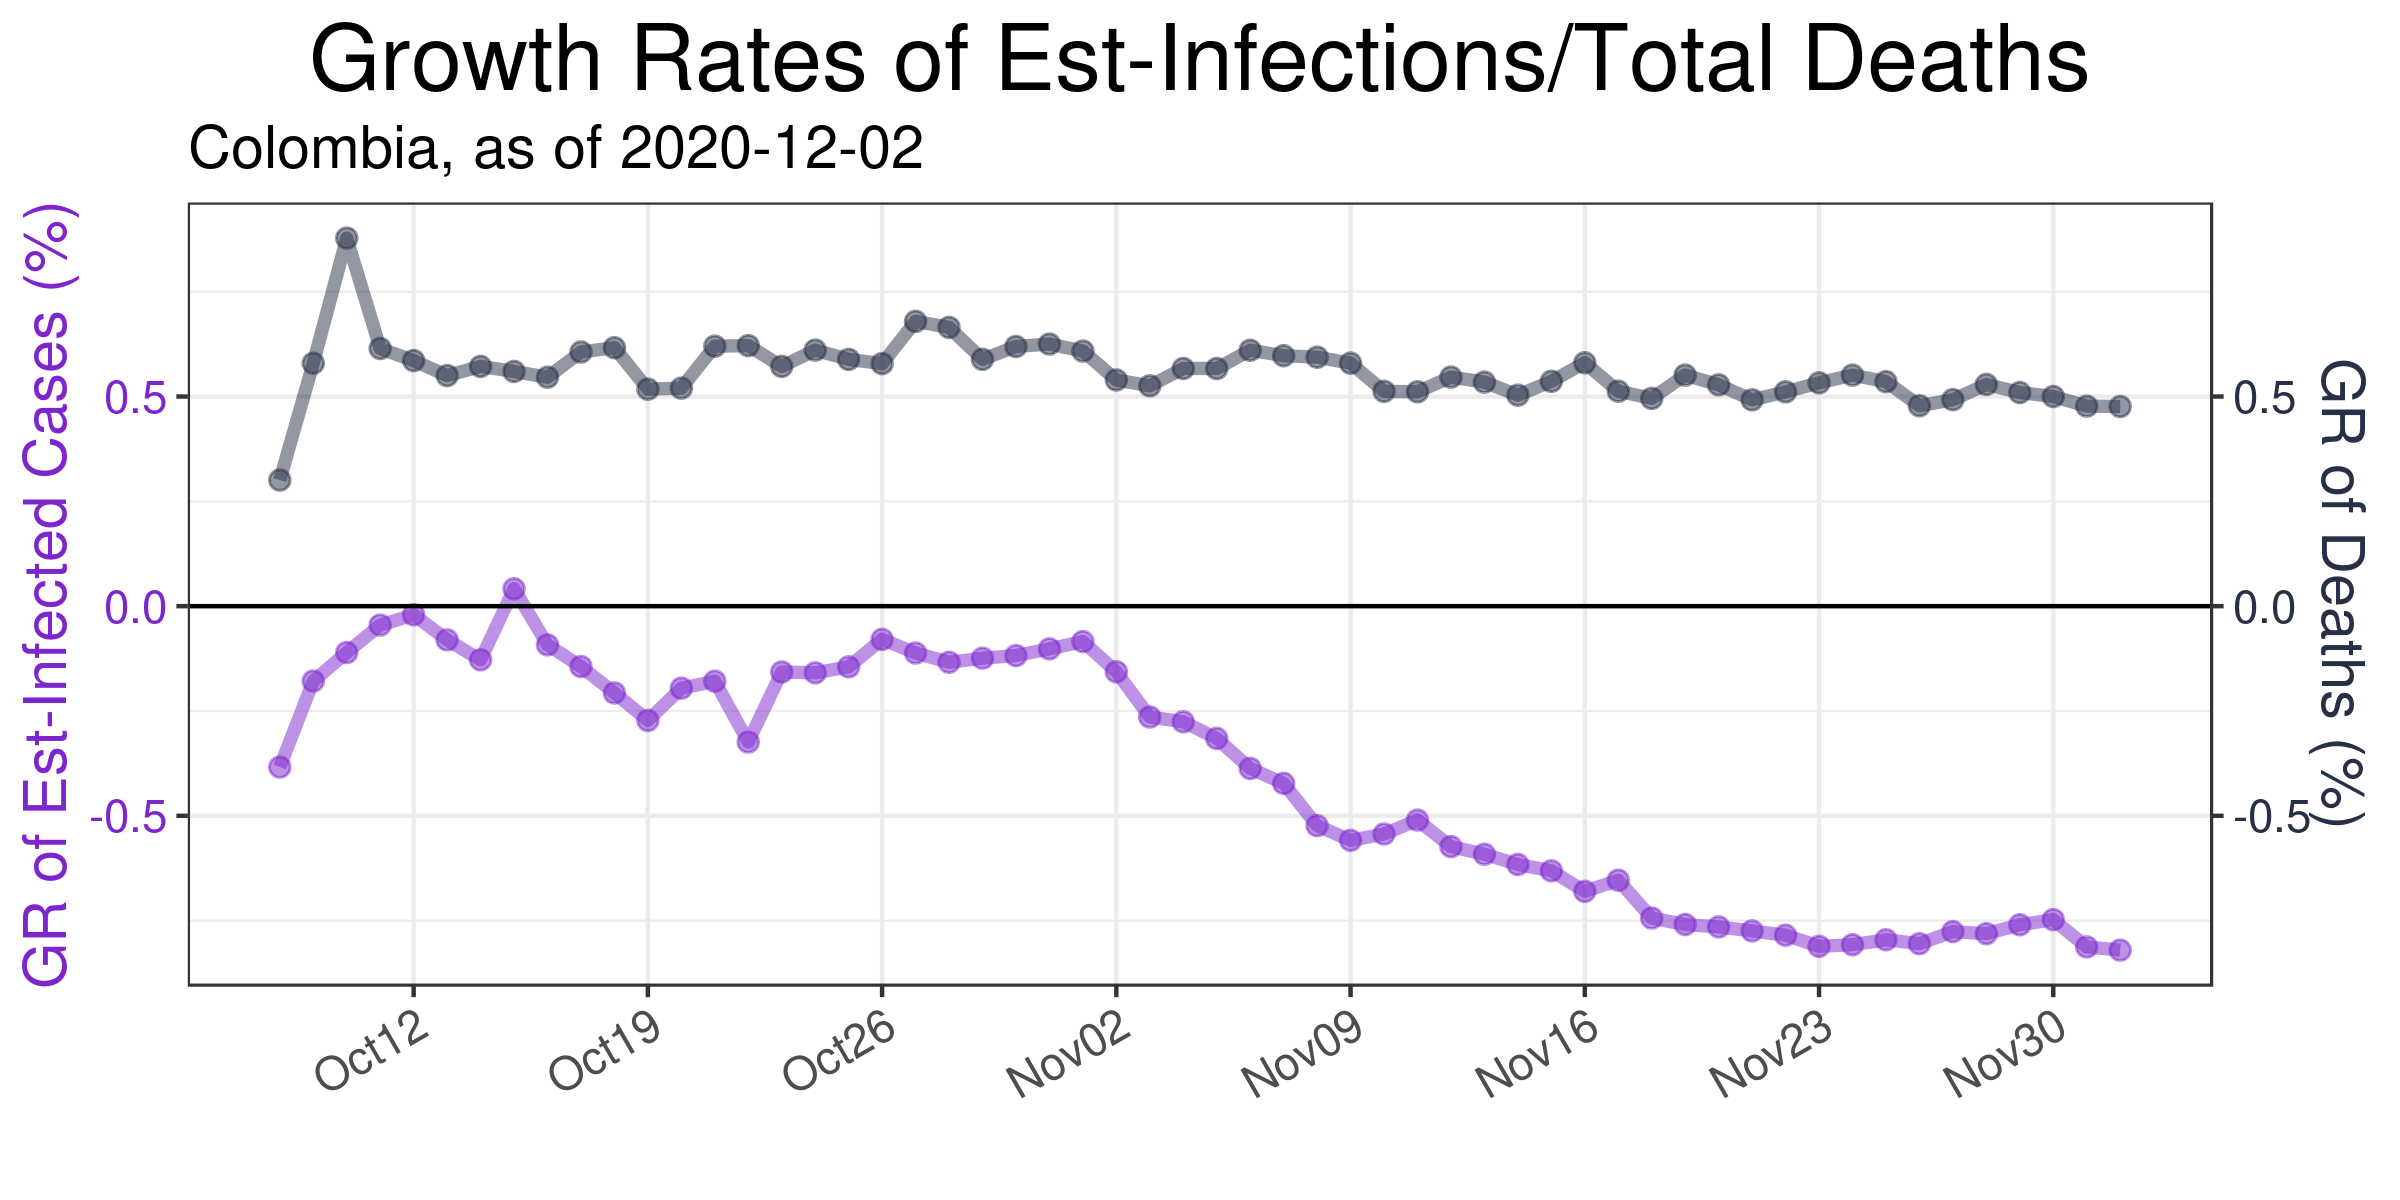 Growth Rates of Est-Infections/Total Deaths
Colombia, as of 2020-12-02
GR of Est-Infected Cases (%)
0.5
0.0
-0.5
0.5
0.0
-0.5
GR of Deaths (%)
Oct12
Oct19
Oct26
Nov02
Nov09
Nov16
Nov23
Nov30